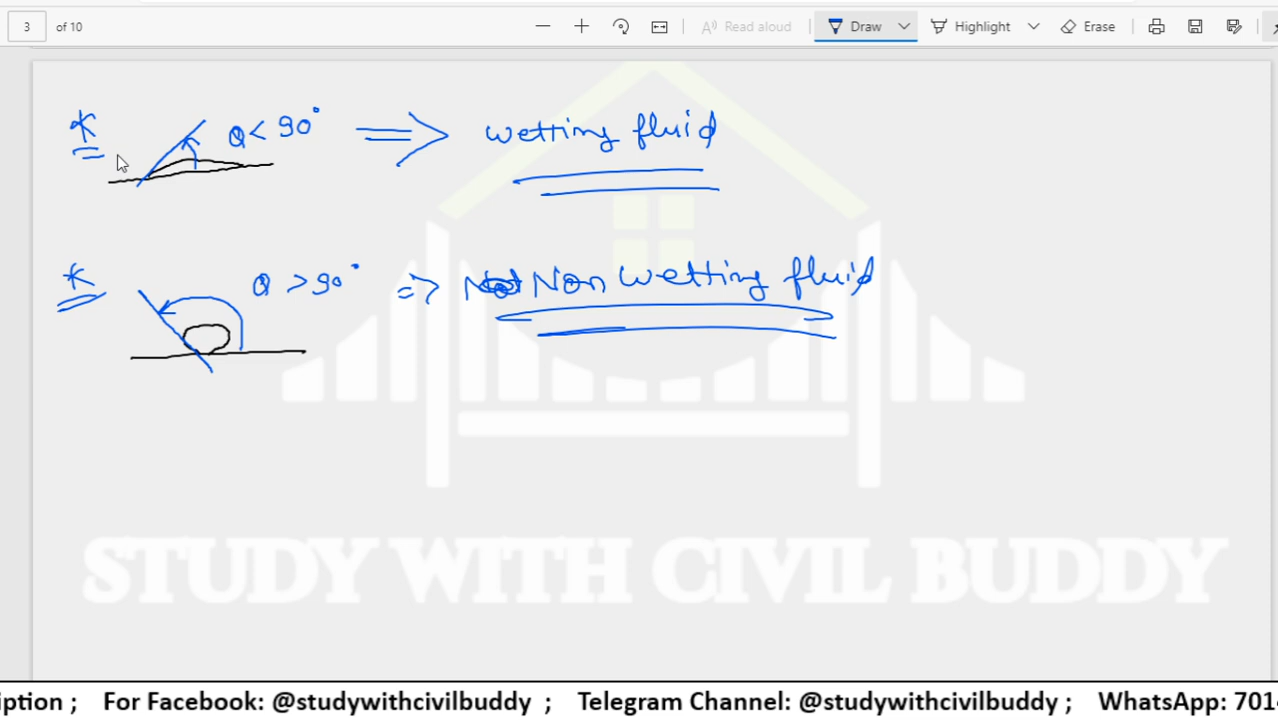 3 of 10 Read aloud Draw Highlight Erase
* θ < 90° ⇒ wetting fluid
* θ > 90° ⇒ Non wetting fluid
STUDY WITH CIVIL BUDDY
iption ; For Facebook: @studywithcivilbuddy ; Telegram Channel: @studywithcivilbuddy ; WhatsApp: 701